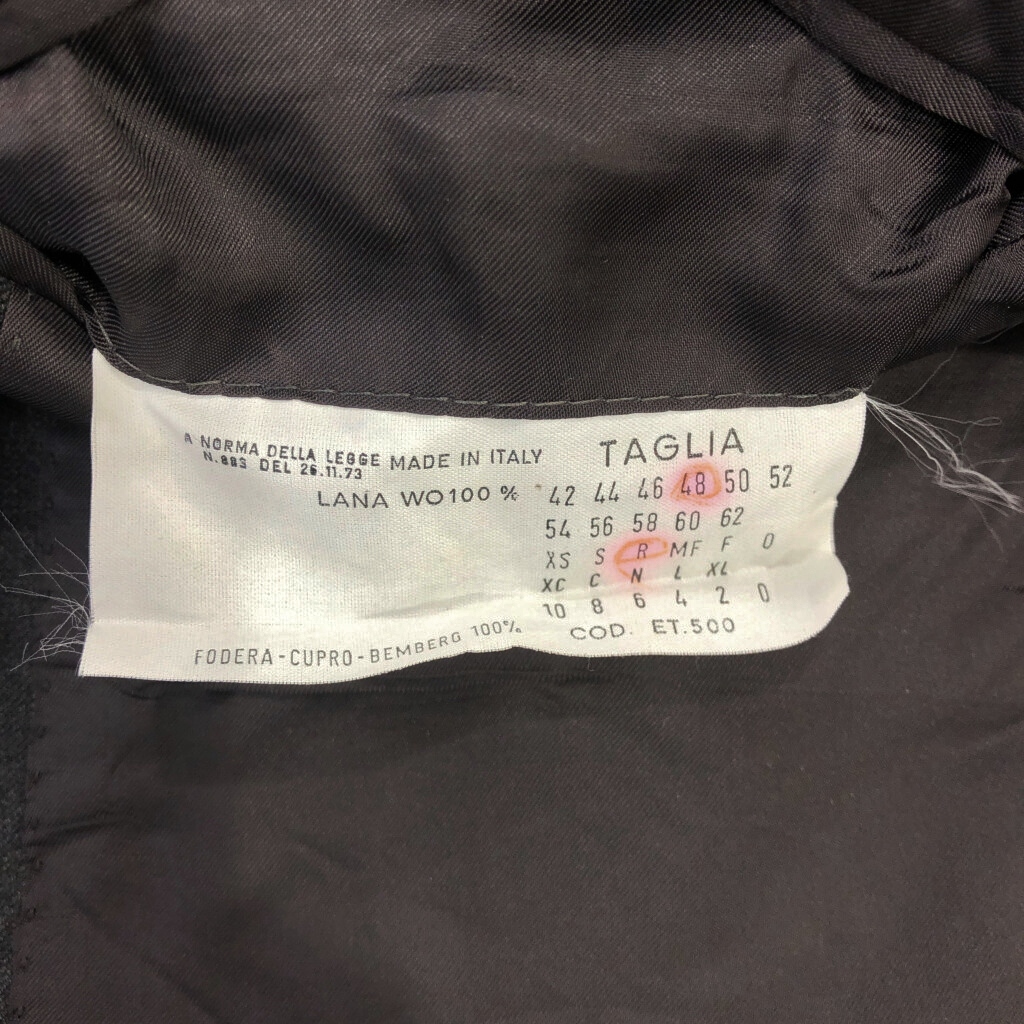 A NORMA DELLA LEGGE MADE IN ITALY
N.883 DEL 26.11.73
LANA WO100 %
TAGLIA
42 44 46 48 50 52
54 56 58 60 62
XS S R MF F O
XC C N L XL
10 8 6 4 2 0
COD. ET.500
FODERA-CUPRO-BEMBERG 100%